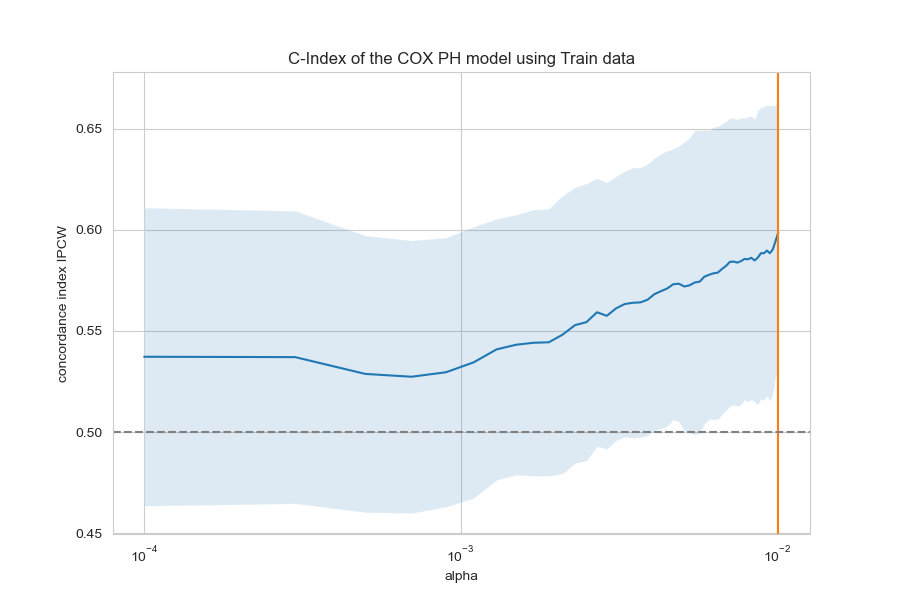 C-Index of the COX PH model using Train data
concordance index IPCW
0.65
0.60
0.55
0.50
0.45
10⁻⁴
10⁻³
10⁻²
alpha